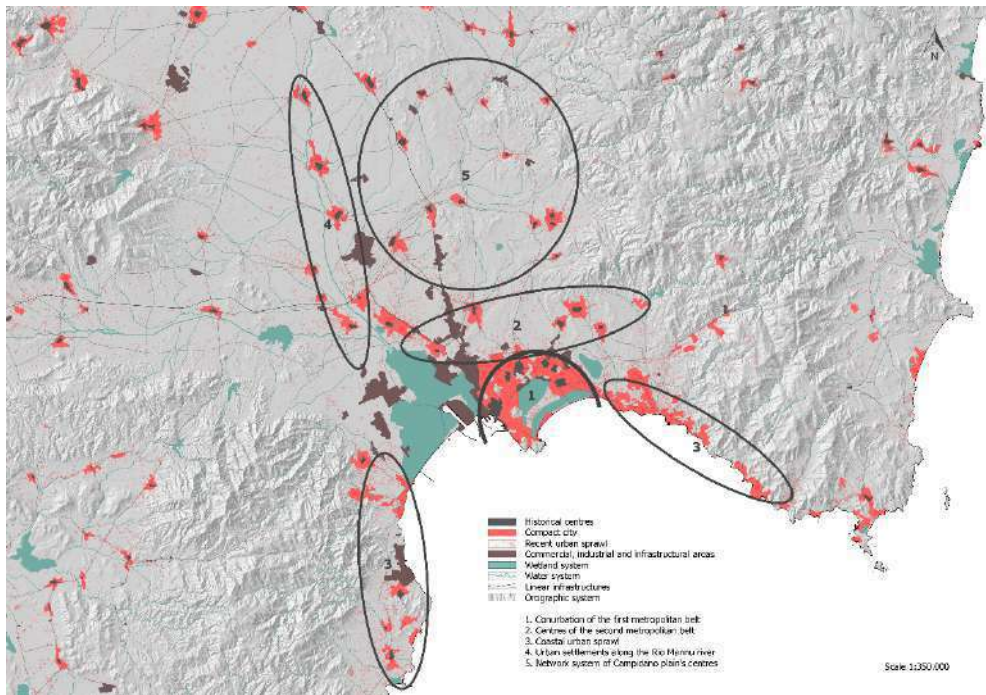 N
5
4
2
1
3
3
Historical centres
Compact city
Recent urban sprawl
Commercial, industrial and infrastructural areas
Wetland system
Water system
Linear infrastructures
Orographic system
1. Conurbation of the first metropolitan belt
2. Centres of the second metropolitan belt
3. Coastal urban sprawl
4. Urban settlements along the Rio Mannu river
5. Network system of Campidano plain's centres
Scale 1:350.000